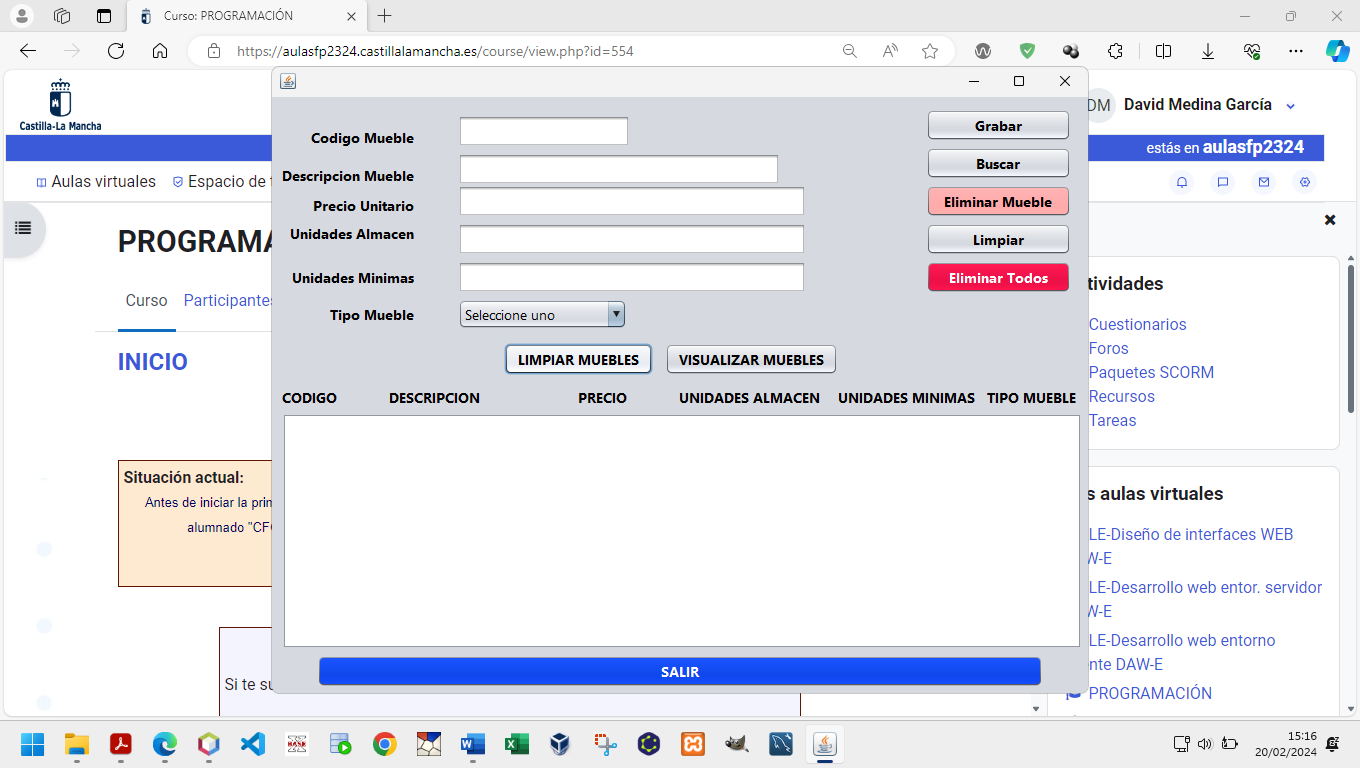 Curso: PROGRAMACIÓN
https://aulasfp2324.castillalamancha.es/course/view.php?id=554
Castilla-La Mancha
DM David Medina García
estás en aulasfp2324
Aulas virtuales Espacio de
PROGRAMA
Curso Participantes
INICIO
Situación actual:
Antes de iniciar la
alumnado
Si te
Codigo Mueble
Descripcion Mueble
Precio Unitario
Unidades Almacen
Unidades Minimas
Tipo Mueble Seleccione uno
Grabar
Buscar
Eliminar Mueble
Limpiar
Eliminar Todos
LIMPIAR MUEBLES VISUALIZAR MUEBLES
CODIGO DESCRIPCION PRECIO UNIDADES ALMACEN UNIDADES MINIMAS TIPO MUEBLE
SALIR
tividades
Cuestionarios
Foros
Paquetes SCORM
Recursos
Tareas
s aulas virtuales
LE-Diseño de interfaces WEB
W-E
LE-Desarrollo web entor. servidor
W-E
LE-Desarrollo web entorno
nte DAW-E
PROGRAMACIÓN
BASE
15:16
20/02/2024